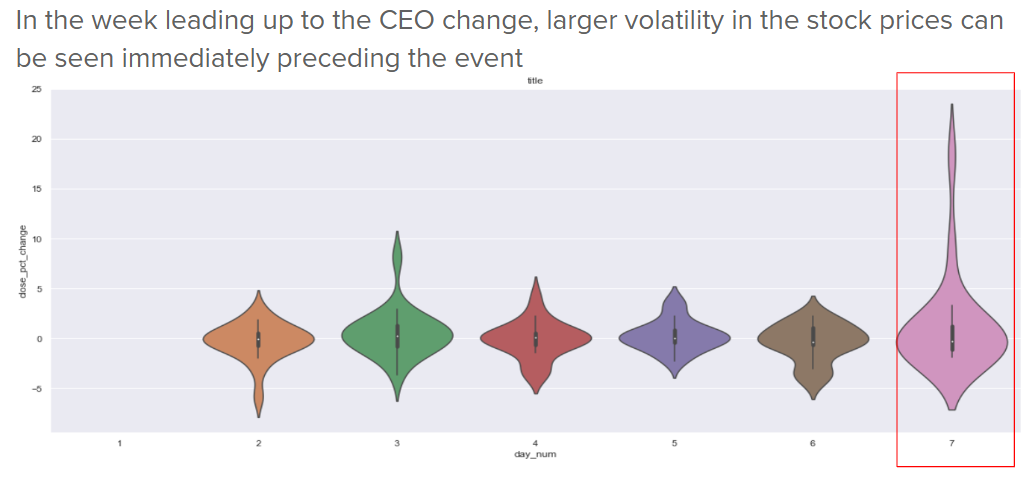 In the week leading up to the CEO change, larger volatility in the stock prices can
be seen immediately preceding the event
title
25
20
15
10
5
0
−5
dose_pct_change
1 2 3 4 5 6 7
day_num